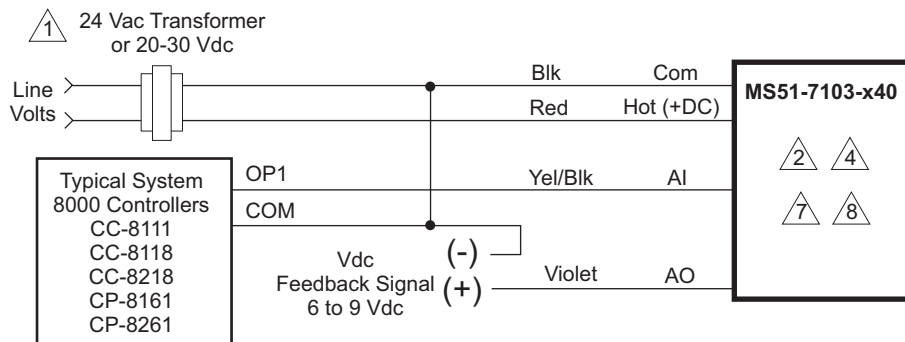 1
24 Vac Transformer
or 20-30 Vdc
Line
Volts
Blk
Com
Red
Hot (+DC)
MS51-7103-x40
2
4
7
8
Typical System
8000 Controllers
CC-8111
CC-8118
CC-8218
CP-8161
CP-8261
OP1
COM
Yel/Blk
AI
Vdc
Feedback Signal
6 to 9 Vdc
(-)
(+)
Violet
AO